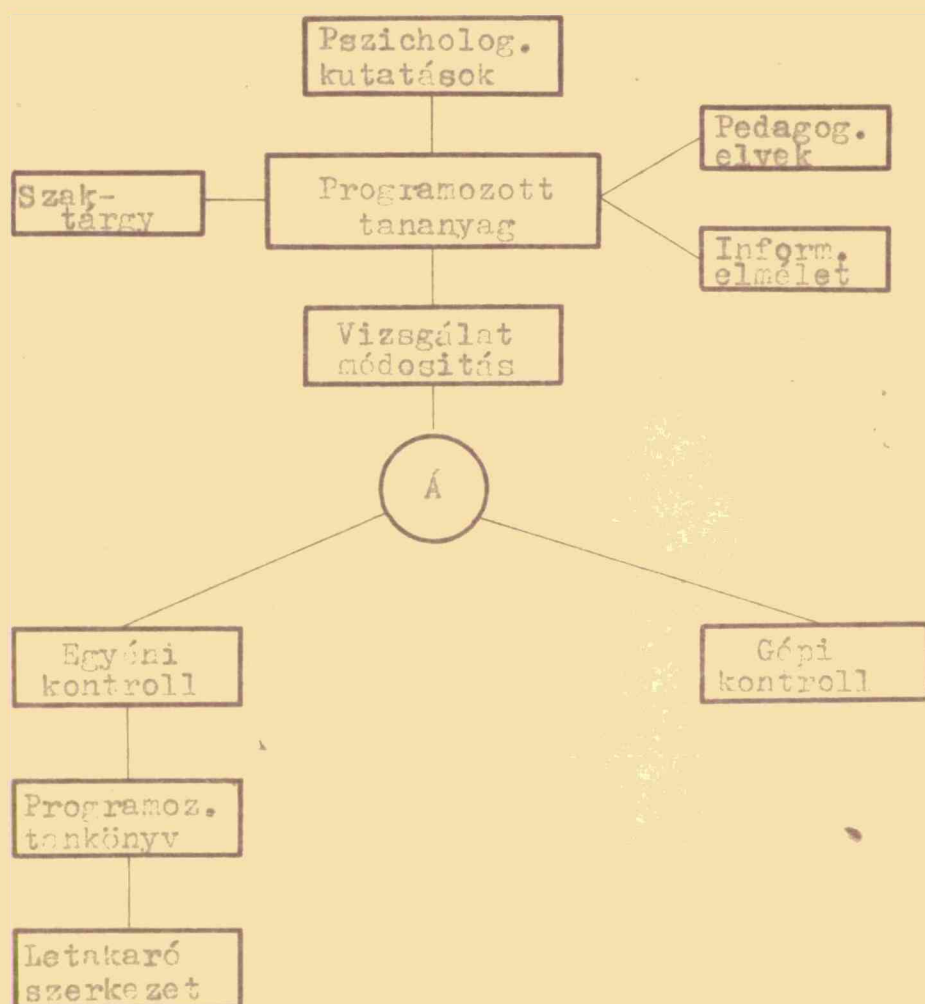 Pszicholog.
kutatások
Pedagog.
elvek
Szak-
tárgy
Programozott
tananyag
Inform.
elmélet
Vizsgálat
módositás
Á
Egyéni
kontroll
Gépi
kontroll
Programoz.
tankönyv
Letakaró
szerkezet